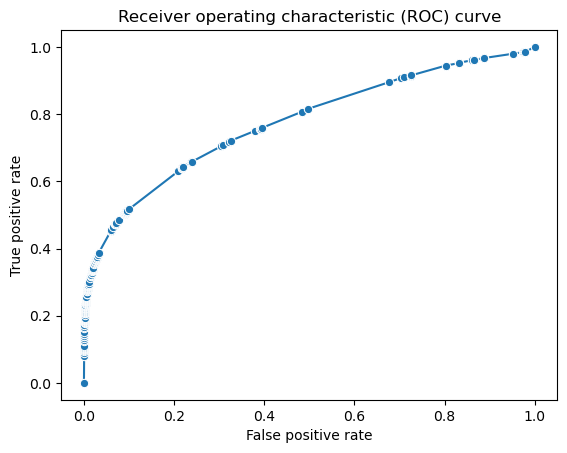 Receiver operating characteristic (ROC) curve
1.0
0.8
0.6
0.4
0.2
0.0
True positive rate
0.0 0.2 0.4 0.6 0.8 1.0
False positive rate